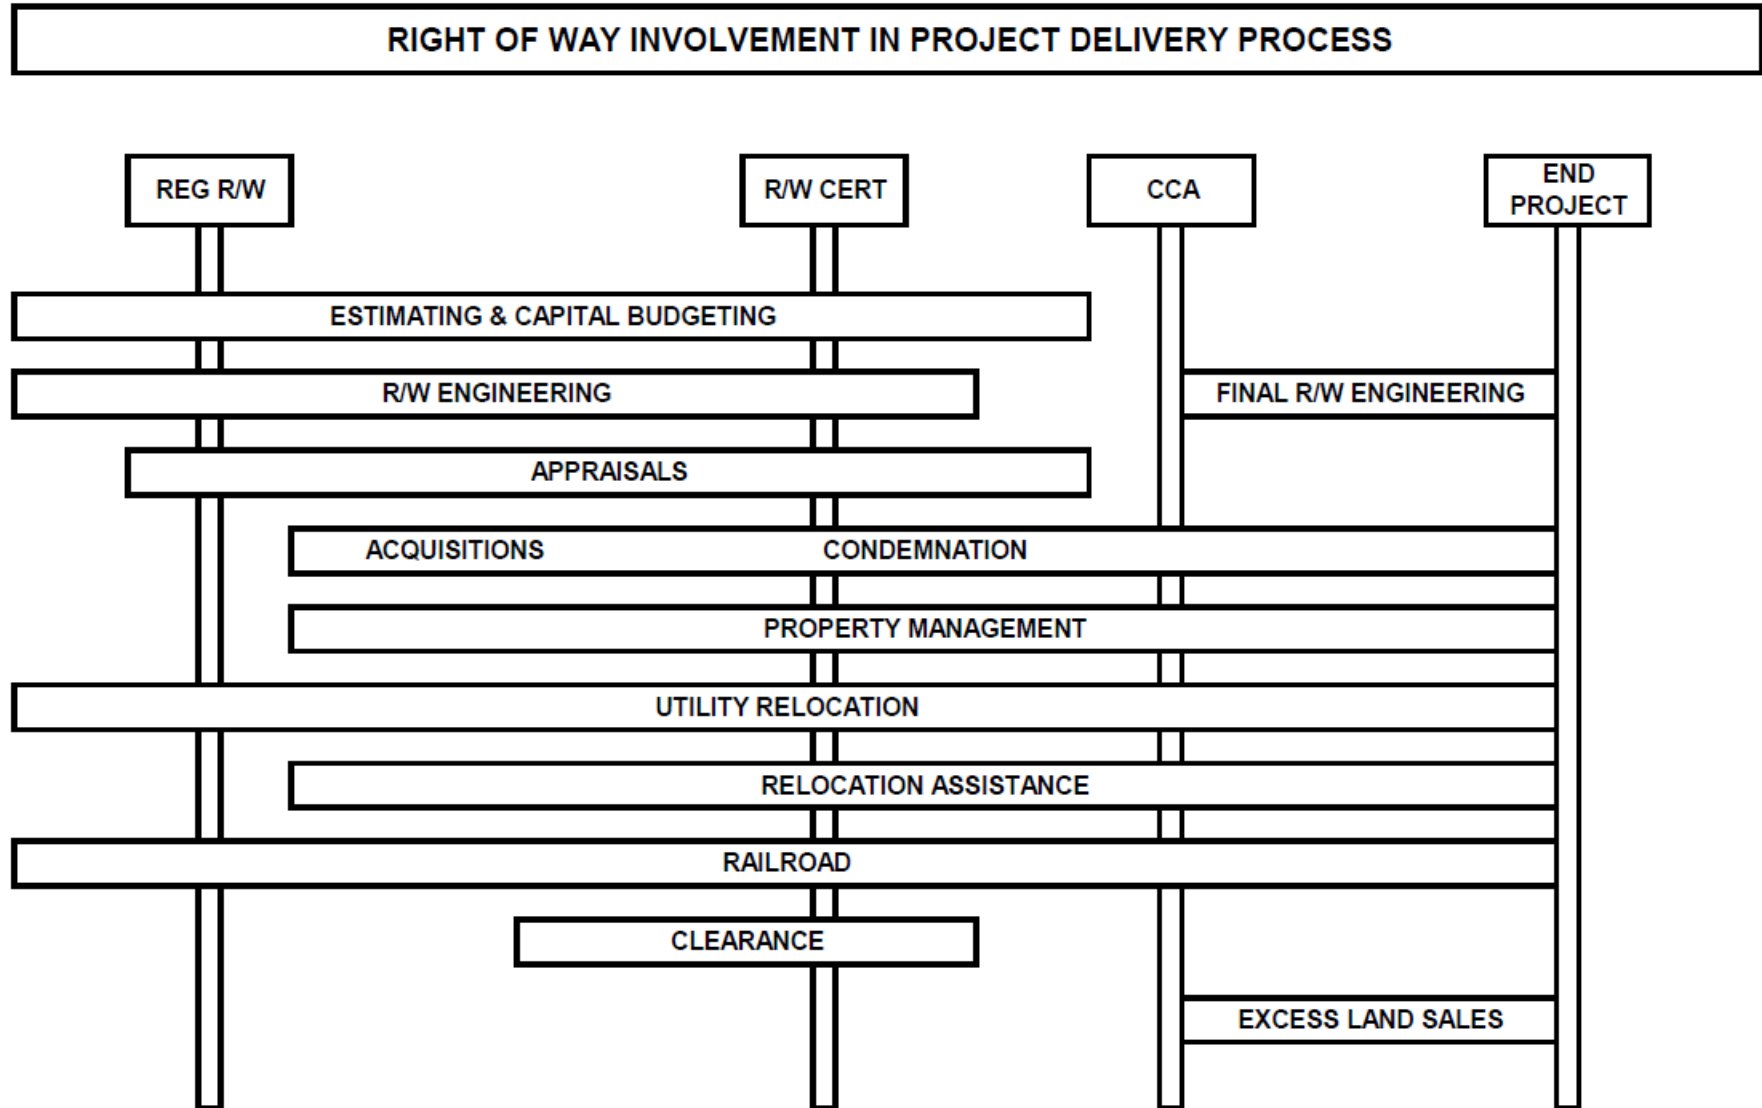 RIGHT OF WAY INVOLVEMENT IN PROJECT DELIVERY PROCESS
REG R/W
R/W CERT
CCA
END
PROJECT
ESTIMATING & CAPITAL BUDGETING
R/W ENGINEERING
FINAL R/W ENGINEERING
APPRAISALS
ACQUISITIONS
CONDEMNATION
PROPERTY MANAGEMENT
UTILITY RELOCATION
RELOCATION ASSISTANCE
RAILROAD
CLEARANCE
EXCESS LAND SALES